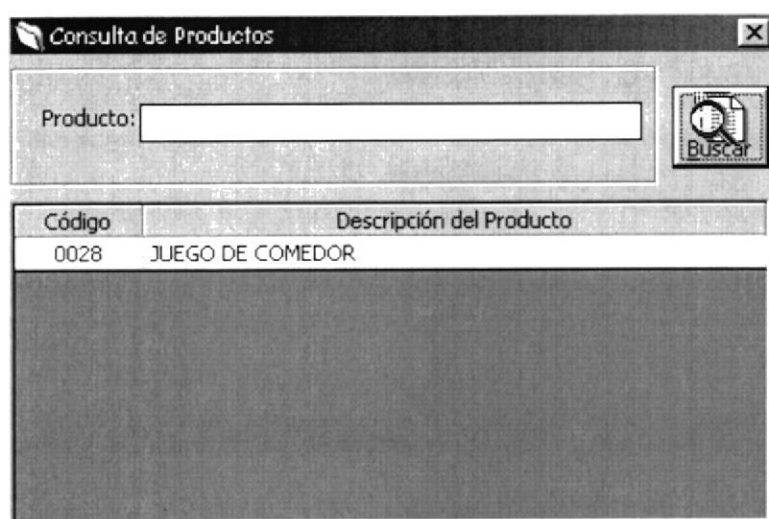 Consulta de Productos
Producto:
Buscar
Código Descripción del Producto
0028 JUEGO DE COMEDOR